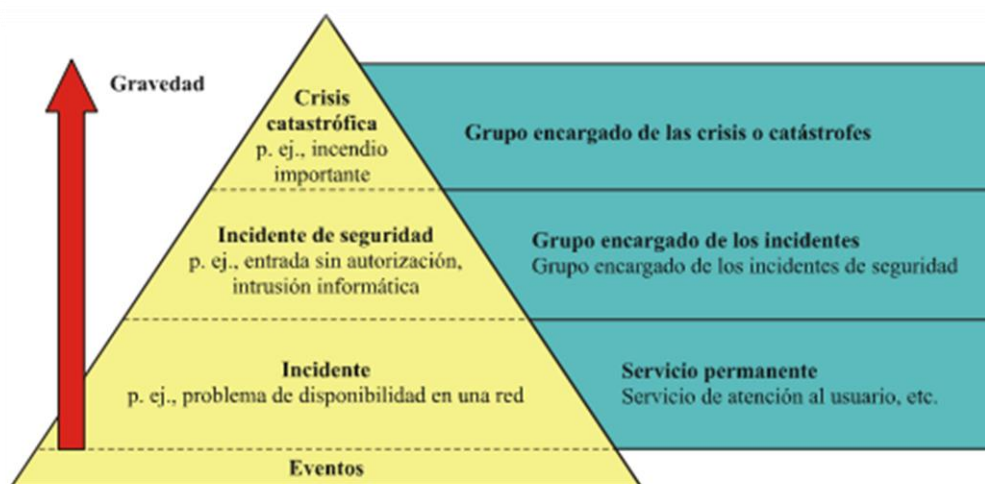 Gravedad
Crisis
catastrófica
p. ej., incendio
importante
Grupo encargado de las crisis o catástrofes
Incidente de seguridad
p. ej., entrada sin autorización,
intrusión informática
Grupo encargado de los incidentes
Grupo encargado de los incidentes de seguridad
Incidente
p. ej., problema de disponibilidad en una red
Servicio permanente
Servicio de atención al usuario, etc.
Eventos